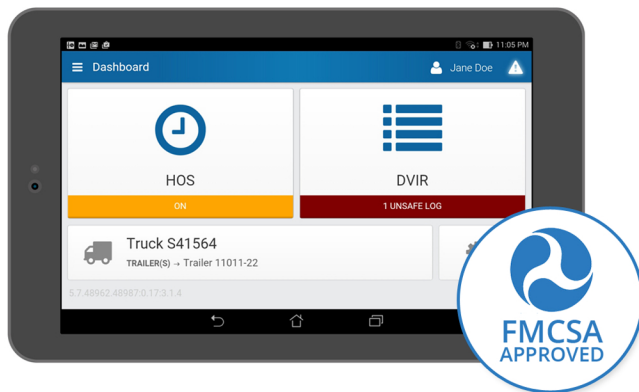 11:05 PM
Dashboard
Jane Doe
HOS
DVIR
ON
1 UNSAFE LOG
Truck S41564
TRAILER(S) → Trailer 11011-22
5.7.48962.48987:0.17:3.1.4
FMCSA
APPROVED